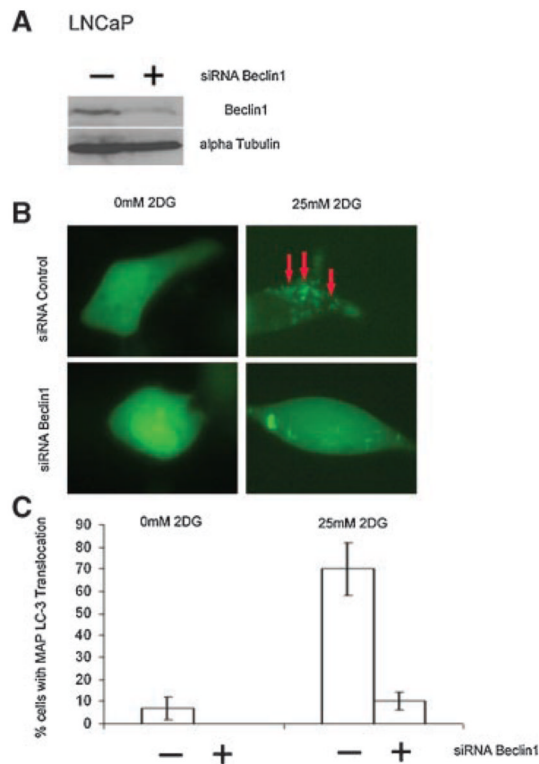 A LNCaP
− + siRNA Beclin1
Beclin1
alpha Tubulin
B 0mM 2DG 25mM 2DG
siRNA Control
siRNA Beclin1
C 0mM 2DG 25mM 2DG
% cells with MAP LC-3 Translocation
90
80
70
60
50
40
30
20
10
0
− + − + siRNA Beclin1